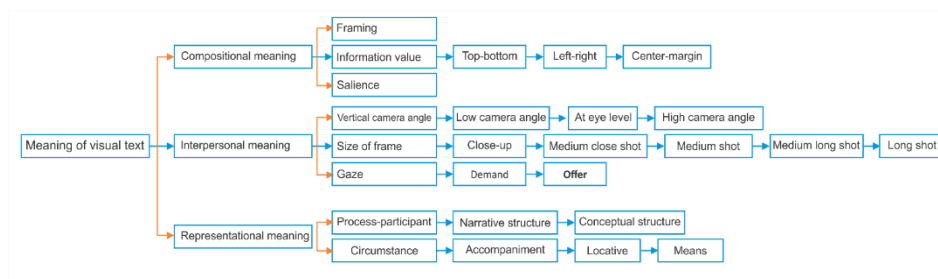 Framing
Compositional meaning
Information value
Top-bottom
Left-right
Center-margin
Salience
Vertical camera angle
Low camera angle
At eye level
High camera angle
Meaning of visual text
Interpersonal meaning
Size of frame
Close-up
Medium close shot
Medium shot
Medium long shot
Long shot
Gaze
Demand
Offer
Process-participant
Narrative structure
Conceptual structure
Representational meaning
Circumstance
Accompaniment
Locative
Means